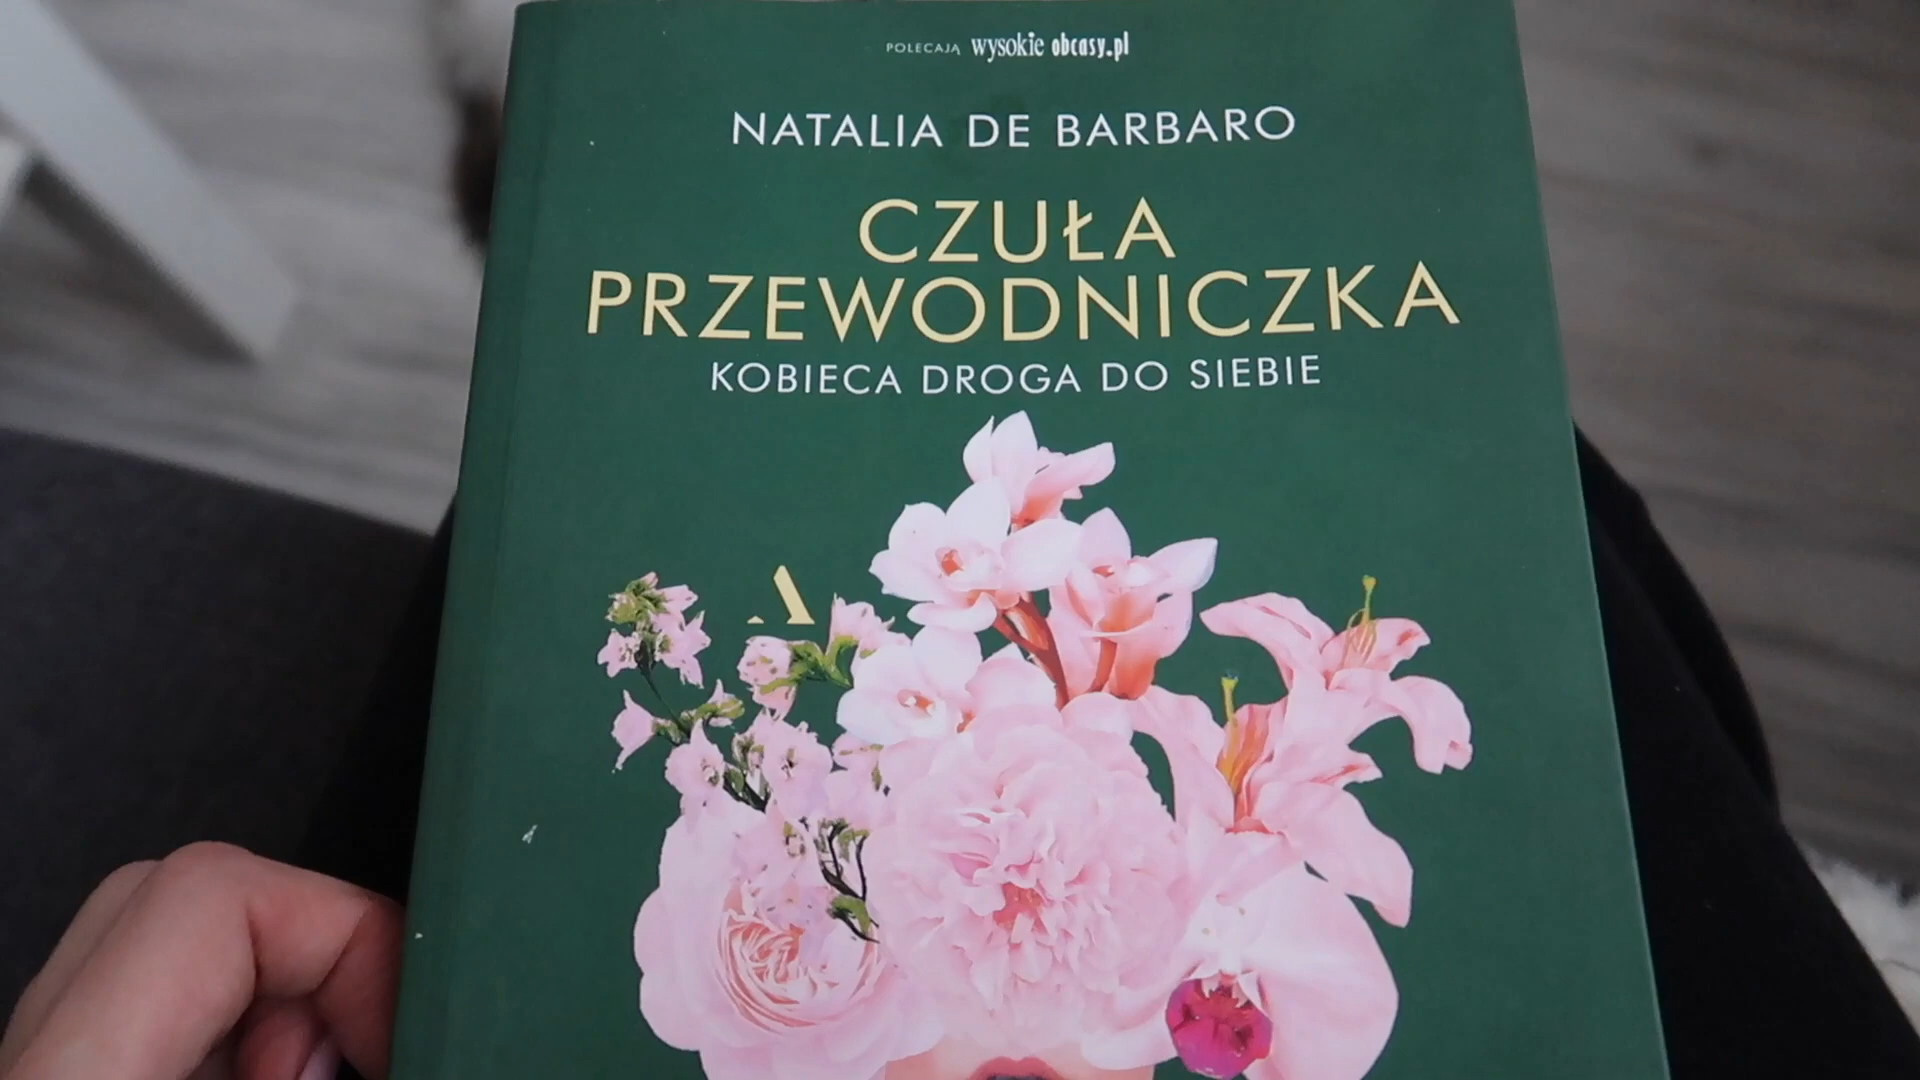 POLECAJĄ wysokie obcasy.pl
NATALIA DE BARBARO
CZUŁA
PRZEWODNICZKA
KOBIECA DROGA DO SIEBIE
A